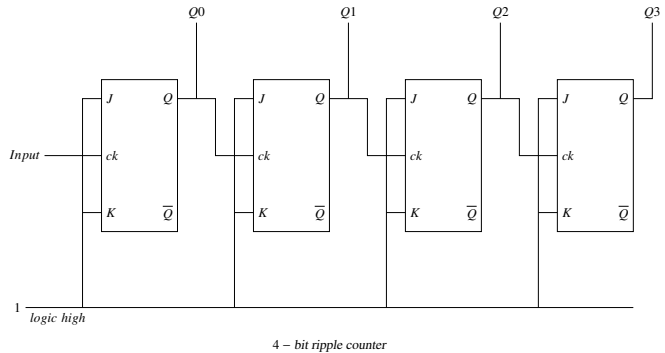 Q0 Q1 Q2 Q3
J Q J Q J Q J Q
Input ck ck ck ck
K Q̅ K Q̅ K Q̅ K Q̅
1
logic high
4 – bit ripple counter